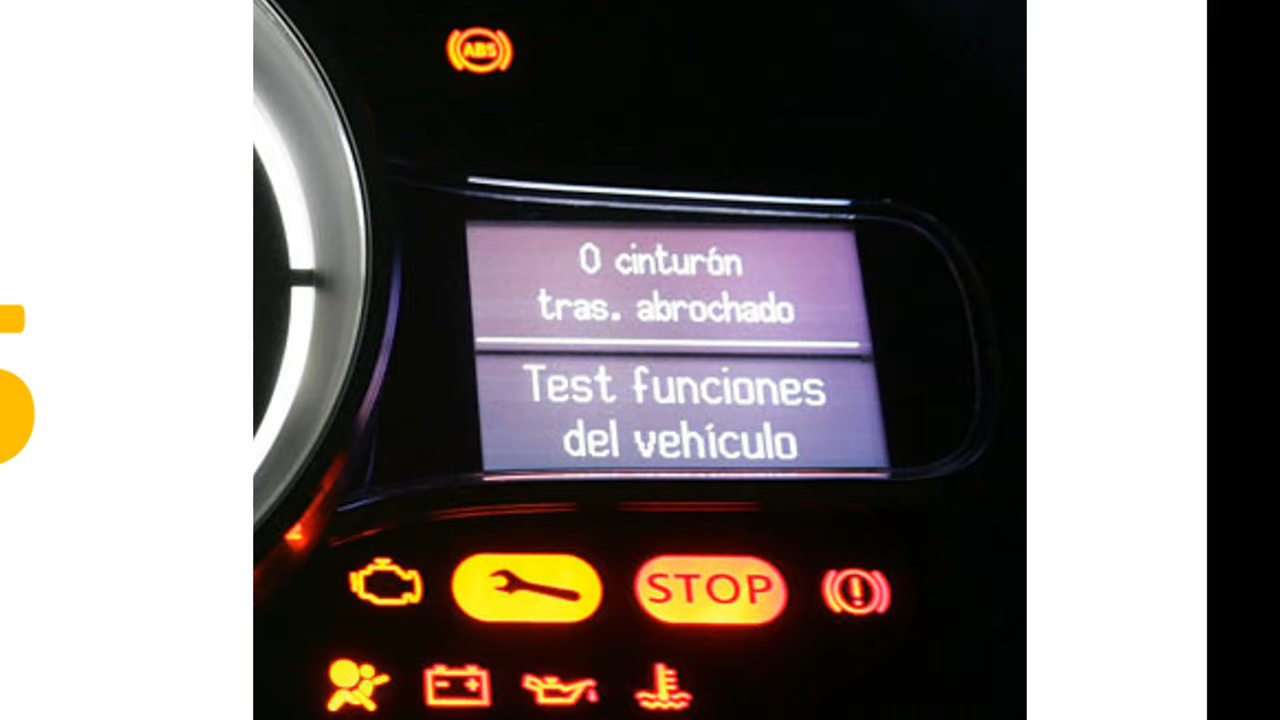 ABS
0 cinturón
tras. abrochado
Test funciones
del vehículo
STOP